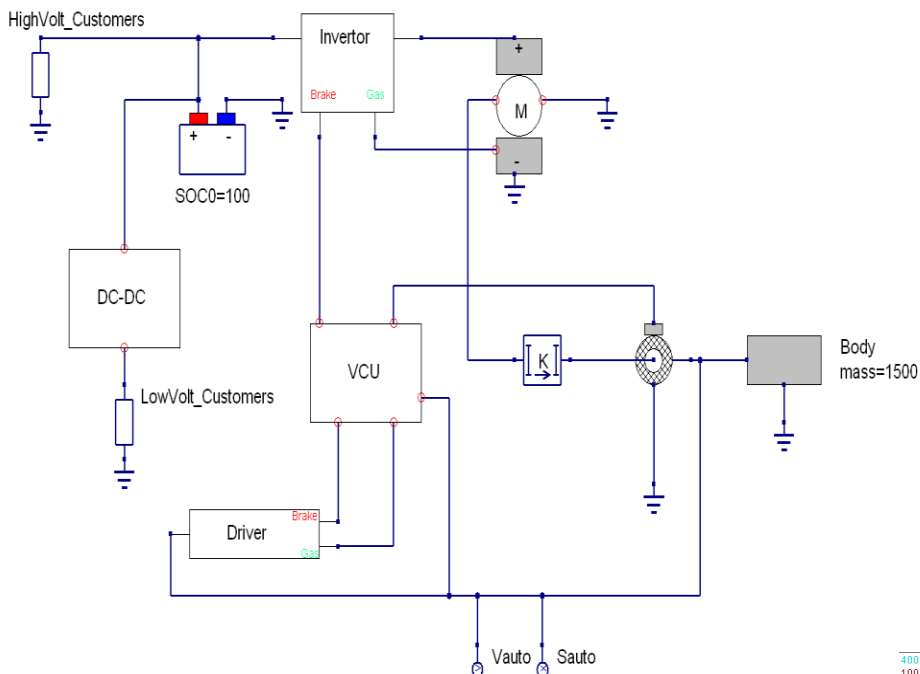 HighVolt_Customers
Invertor
+
Brake
Gas
M
+
-
-
SOC0=100
DC-DC
VCU
K
Body
mass=1500
LowVolt_Customers
Brake
Driver
Gas
Vauto
Sauto
400
100